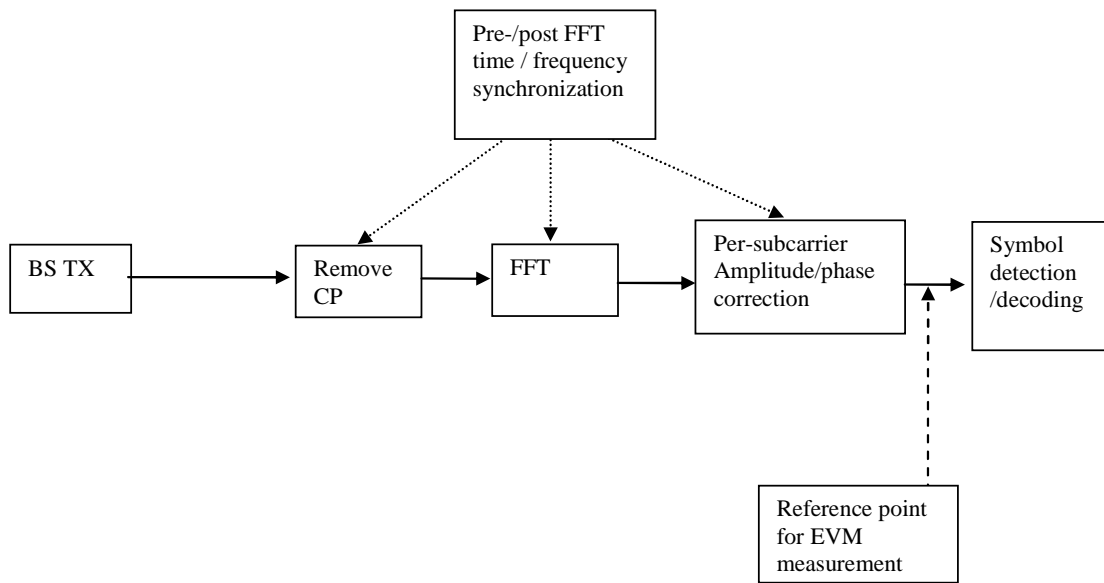 Pre-/post FFT
time / frequency
synchronization
BS TX
Remove
CP
FFT
Per-subcarrier
Amplitude/phase
correction
Symbol
detection
/decoding
Reference point
for EVM
measurement